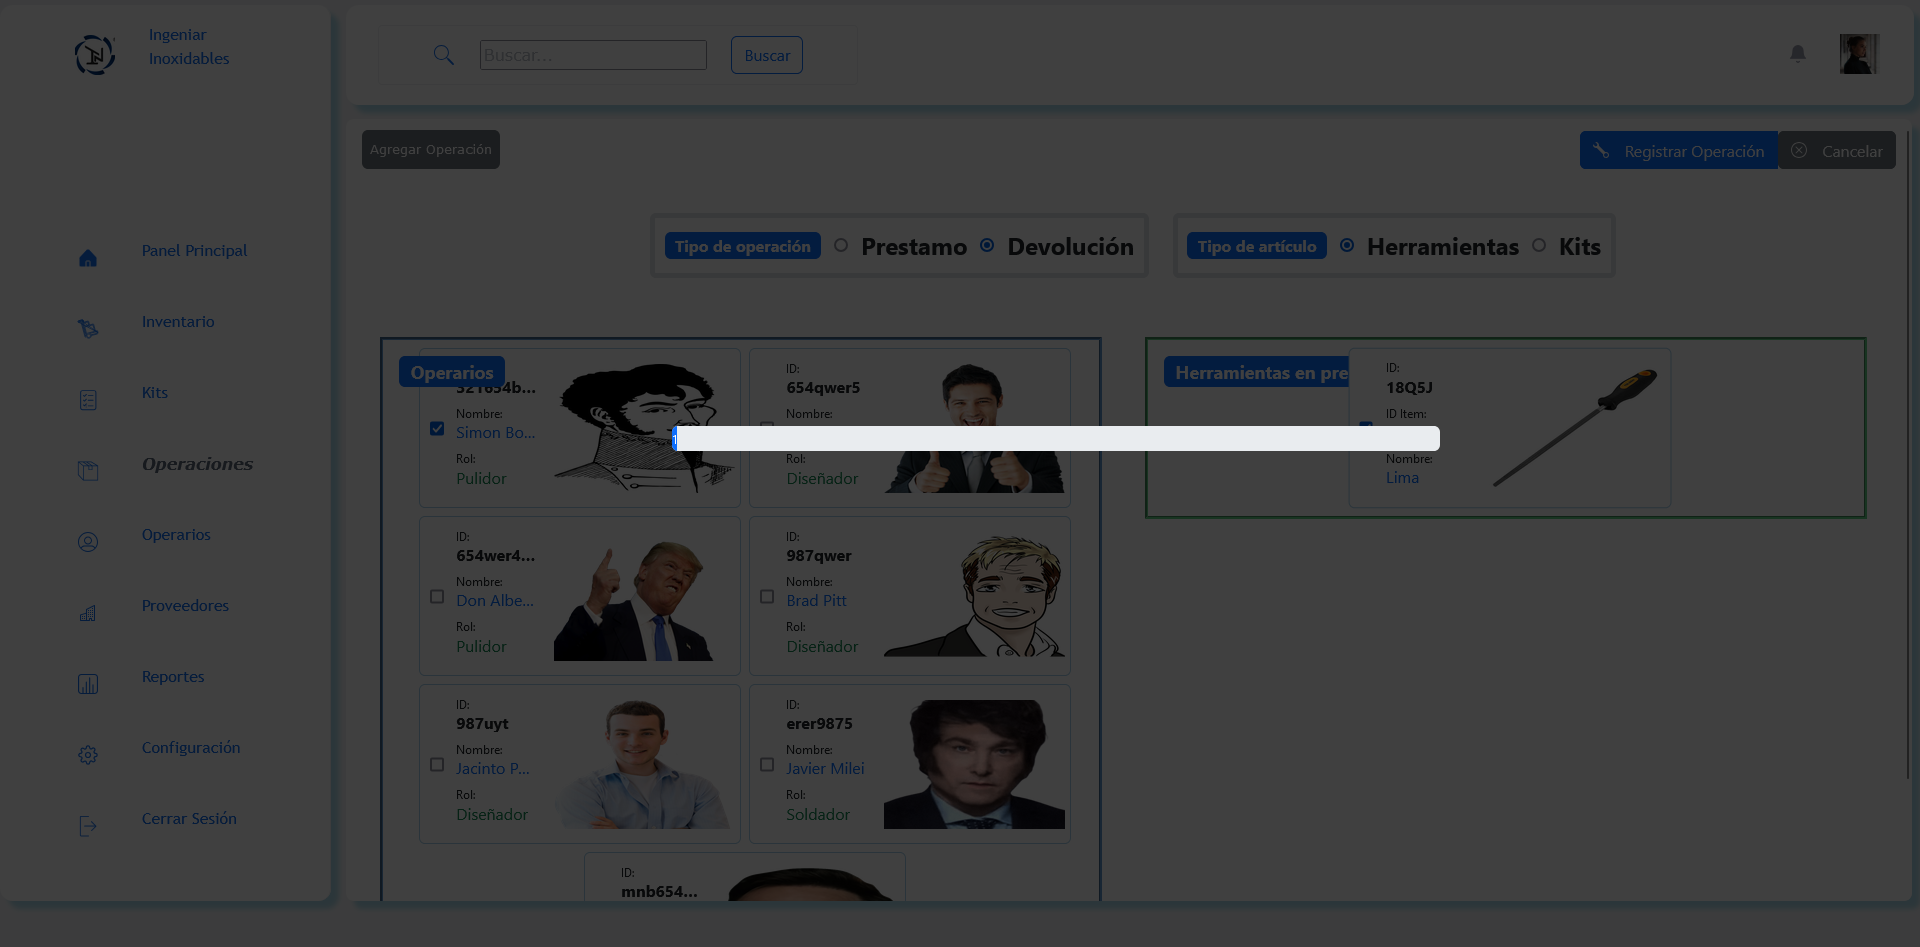 Ingeniar
Inoxidables
Buscar...
Buscar
Agregar Operación
Registrar Operación
Cancelar
Panel Principal
Inventario
Kits
Operaciones
Operarios
Proveedores
Reportes
Configuración
Cerrar Sesión
Tipo de operación
Prestamo
Devolución
Tipo de artículo
Herramientas
Kits
Operarios
Nombre:
Simon Bo...
Rol:
Pulidor
ID:
654qwer5
Nombre:
Rol:
Diseñador
ID:
654wer4...
Nombre:
Don Albe...
Rol:
Pulidor
ID:
987qwer
Nombre:
Brad Pitt
Rol:
Diseñador
ID:
987uyt
Nombre:
Jacinto P...
Rol:
Diseñador
ID:
erer9875
Nombre:
Javier Milei
Rol:
Soldador
ID:
mnb654...
Herramientas en pre
ID:
18Q5J
ID Item:
Nombre:
Lima